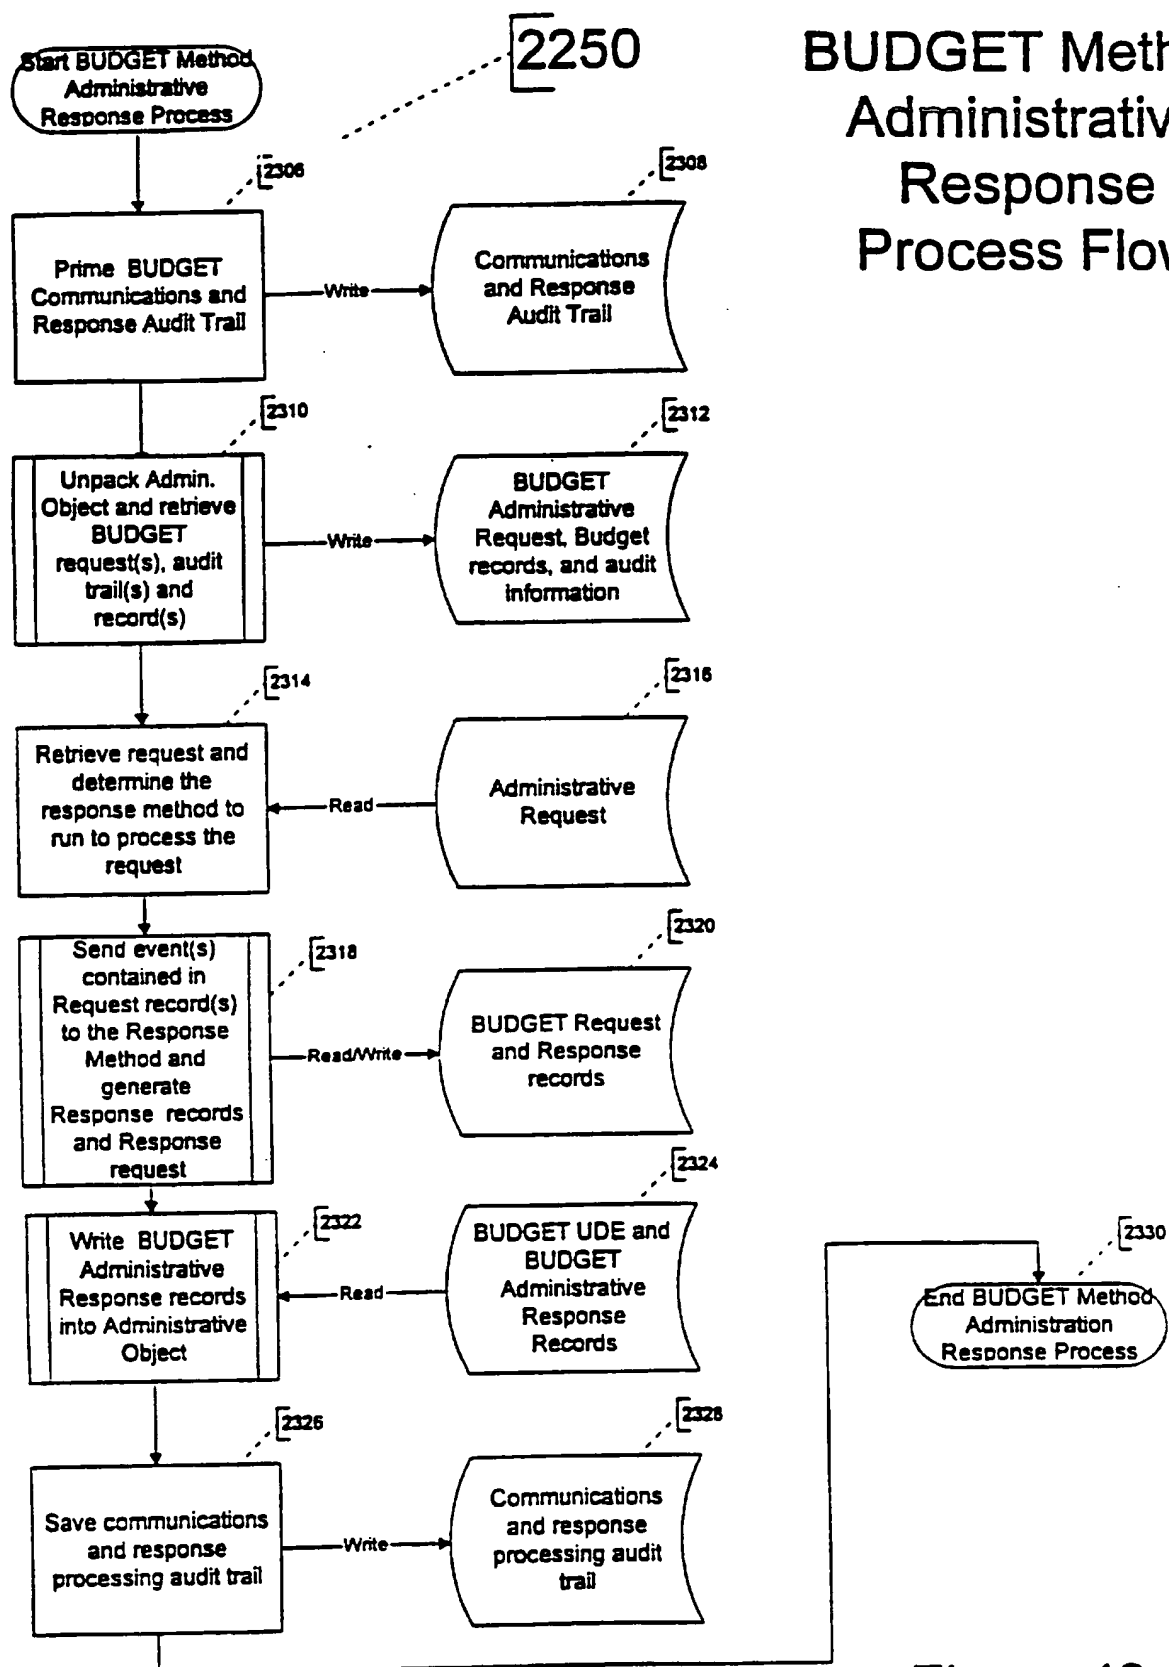 2250
BUDGET Meth
Administrativ
Response
Process Flow
Start BUDGET Method
Administrative
Response Process
2306
Prime BUDGET
Communications and
Response Audit Trail
Write
2308
Communications
and Response
Audit Trail
2310
Unpack Admin.
Object and retrieve
BUDGET
request(s), audit
trail(s) and
record(s)
Write
2312
BUDGET
Administrative
Request, Budget
records, and audit
information
2314
Retrieve request and
determine the
response method to
run to process the
request
Read
2316
Administrative
Request
2318
Send event(s)
contained in
Request record(s)
to the Response
Method and
generate
Response records
and Response
request
Read/Write
2320
BUDGET Request
and Response
records
2322
Write BUDGET
Administrative
Response records
into Administrative
Object
Read
2324
BUDGET UDE and
BUDGET
Administrative
Response
Records
2326
Save communications
and response
processing audit trail
Write
2328
Communications
and response
processing audit
trail
2330
End BUDGET Method
Administration
Response Process